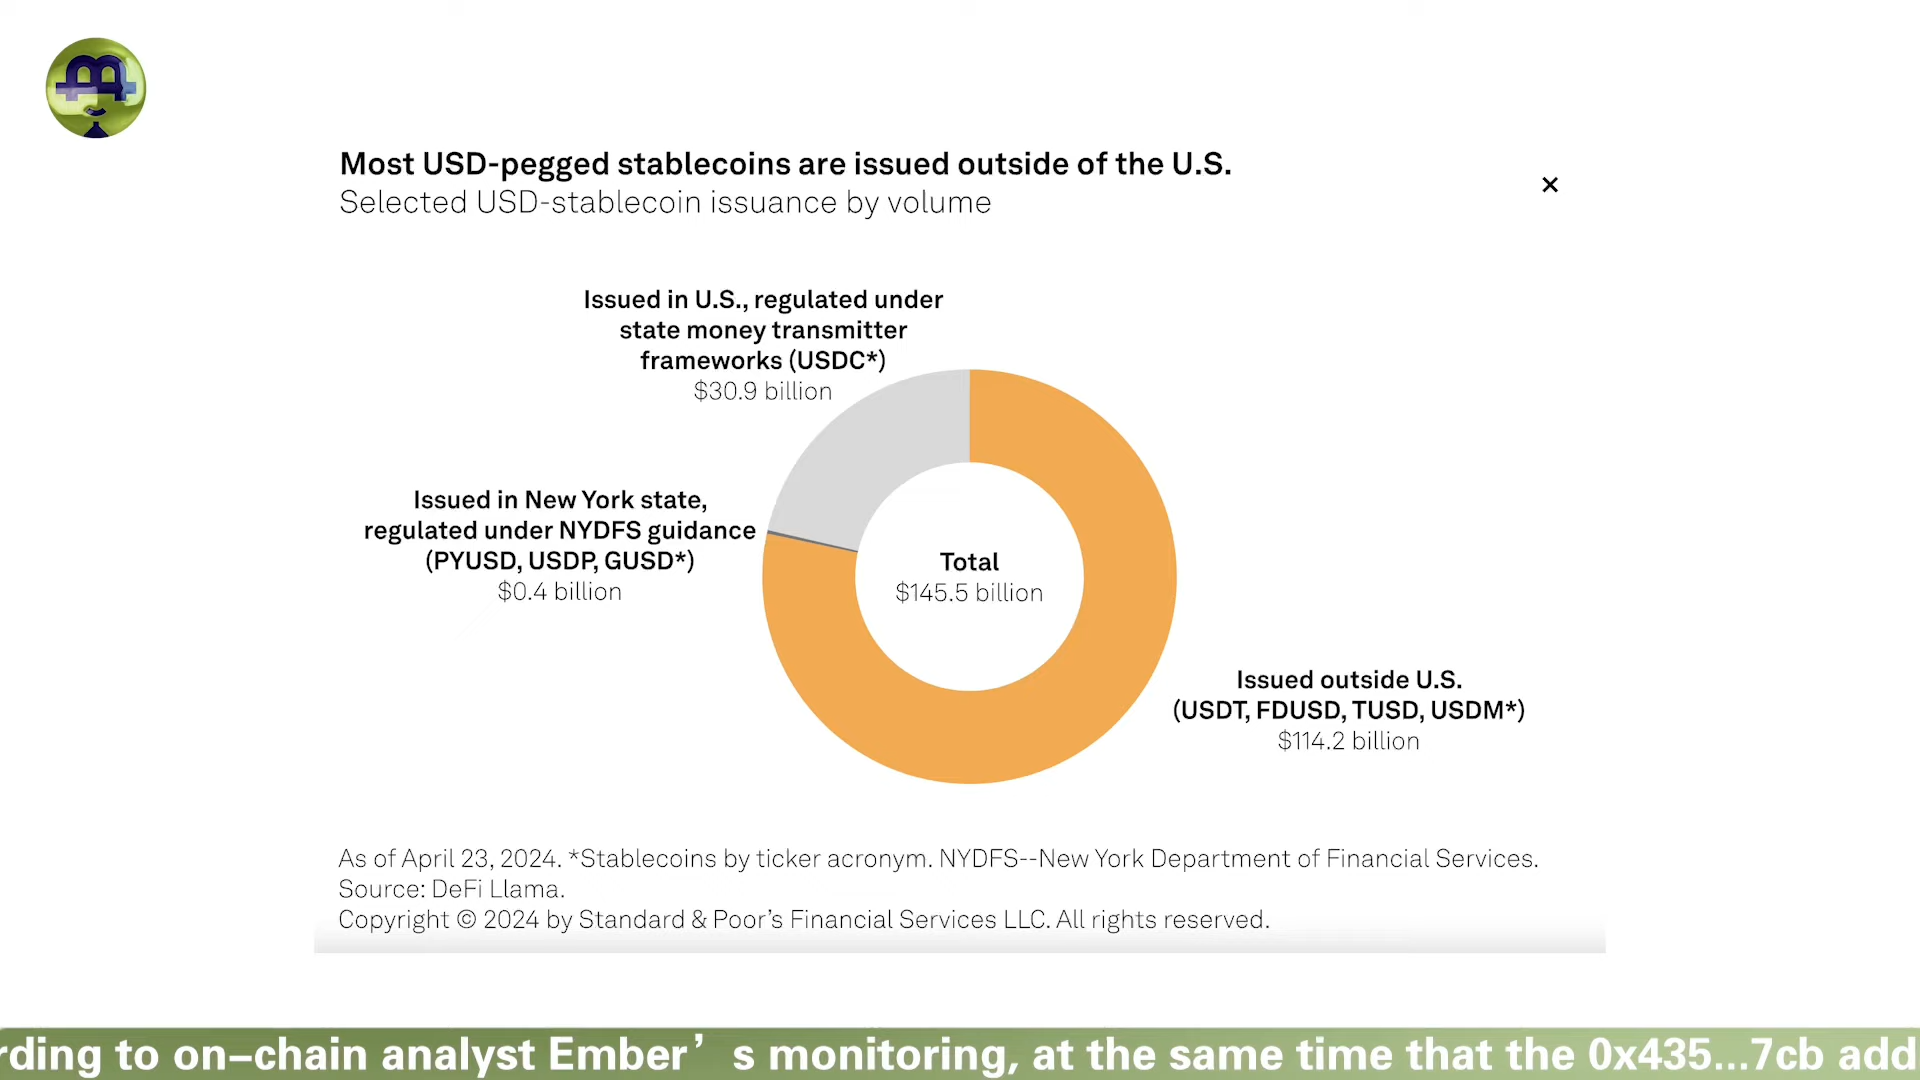 Most USD-pegged stablecoins are issued outside of the U.S.
Selected USD-stablecoin issuance by volume
Issued in U.S., regulated under
state money transmitter
frameworks (USDC*)
$30.9 billion
Issued in New York state,
regulated under NYDFS guidance
(PYUSD, USDP, GUSD*)
$0.4 billion
Total
$145.5 billion
Issued outside U.S.
(USDT, FDUSD, TUSD, USDM*)
$114.2 billion
As of April 23, 2024. *Stablecoins by ticker acronym. NYDFS--New York Department of Financial Services.
Source: DeFi Llama.
Copyright © 2024 by Standard & Poor's Financial Services LLC. All rights reserved.
rding to on-chain analyst Ember’s monitoring, at the same time that the 0x435...7cb add